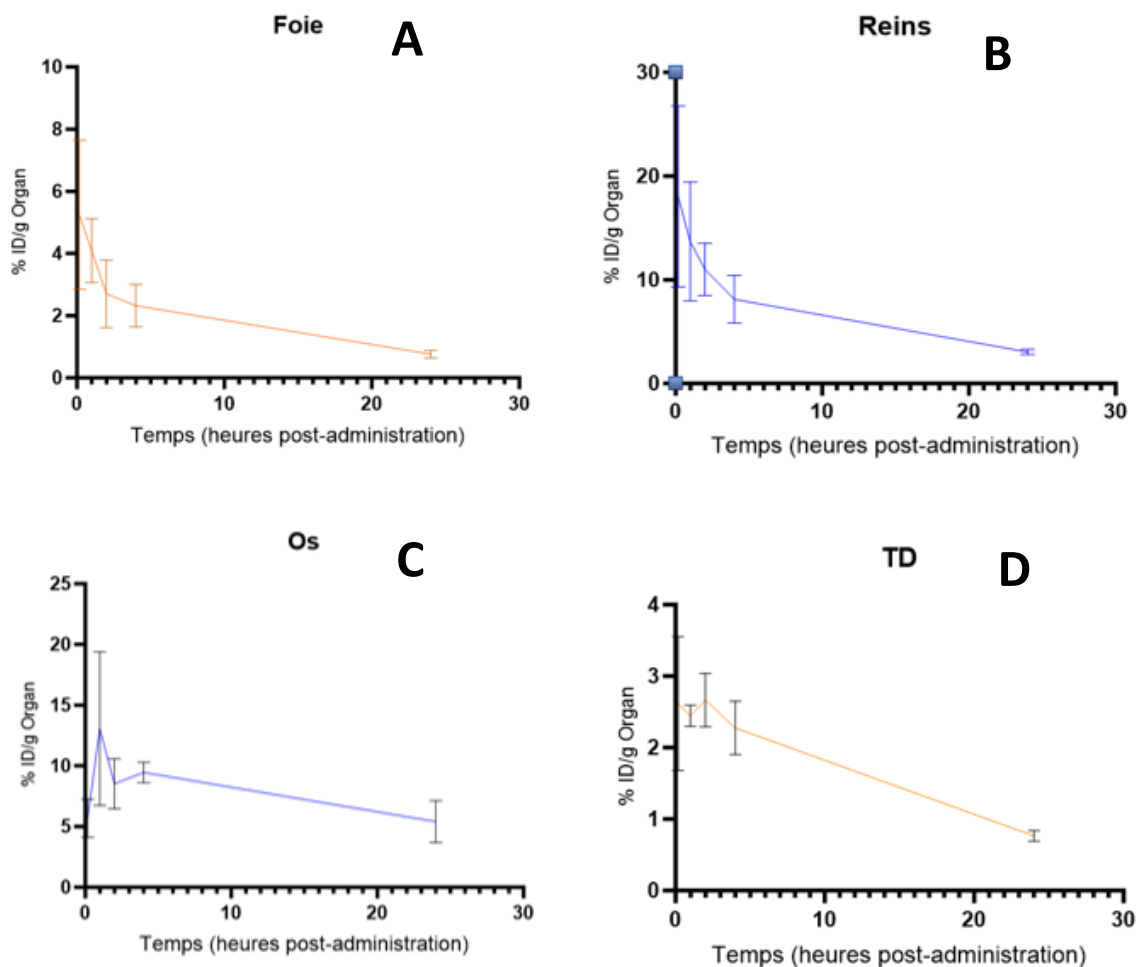 Foie
A
% ID/g Organ
10
8
6
4
2
0
0 10 20 30
Temps (heures post-administration)
Reins
B
% ID/g Organ
30
20
10
0
0 10 20 30
Temps (heures post-administration)
Os
C
% ID/g Organ
25
20
15
10
5
0
0 10 20 30
Temps (heures post-administration)
TD
D
% ID/g Organ
4
3
2
1
0
0 10 20 30
Temps (heures post-administration)